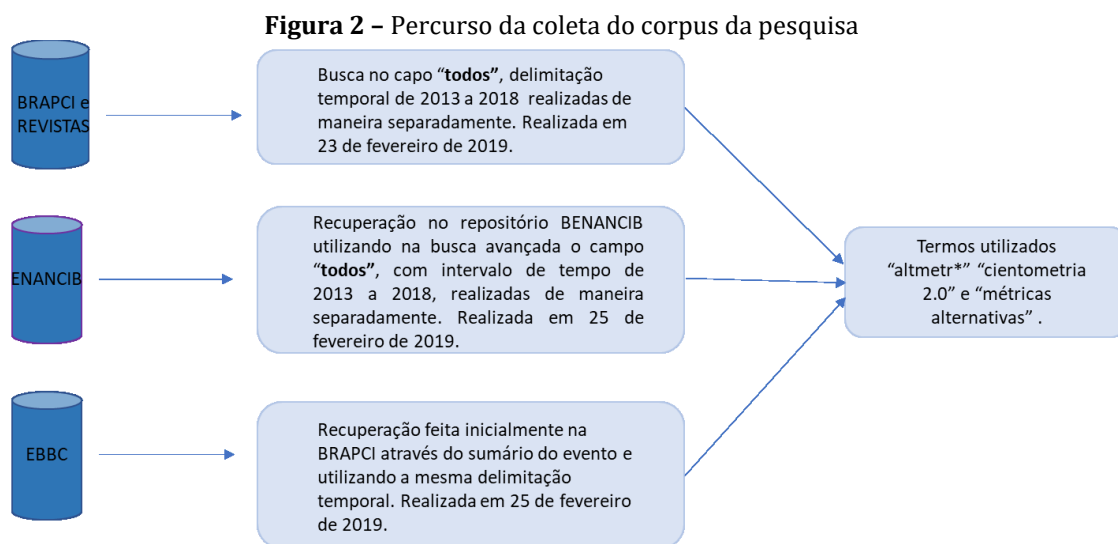 Figura 2 – Percurso da coleta do corpus da pesquisa
BRAPCI e
REVISTAS
Busca no capo “todos”, delimitação
temporal de 2013 a 2018 realizadas de
maneira separadamente. Realizada em
23 de fevereiro de 2019.
ENANCIB
Recuperação no repositório BENANCIB
utilizando na busca avançada o campo
“todos”, com intervalo de tempo de
2013 a 2018, realizadas de maneira
separadamente. Realizada em 25 de
fevereiro de 2019.
Termos utilizados
“altmetr*” “cientometria
2.0” e “métricas
alternativas” .
EBBC
Recuperação feita inicialmente na
BRAPCI através do sumário do evento e
utilizando a mesma delimitação
temporal. Realizada em 25 de fevereiro
de 2019.